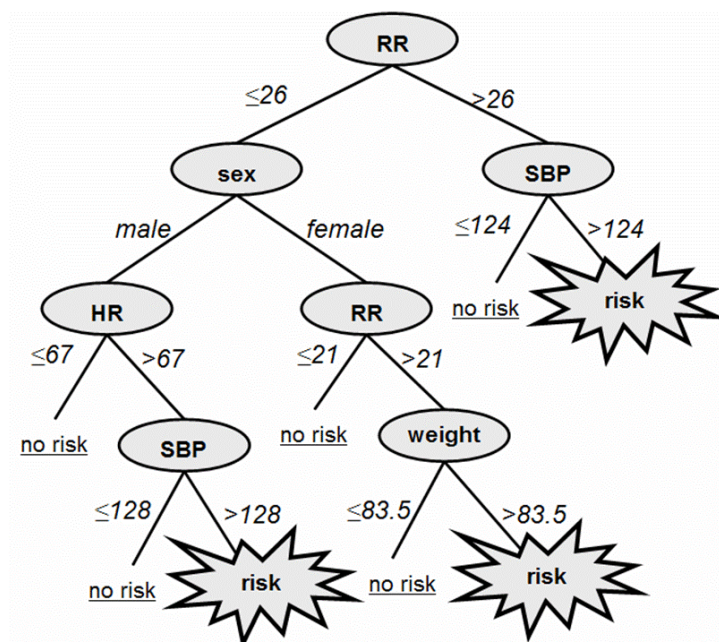 RR
≤26
>26
sex
SBP
male
female
≤124
>124
HR
RR
no risk
risk
≤67
>67
≤21
>21
no risk
SBP
no risk
weight
≤128
>128
≤83.5
>83.5
no risk
risk
no risk
risk